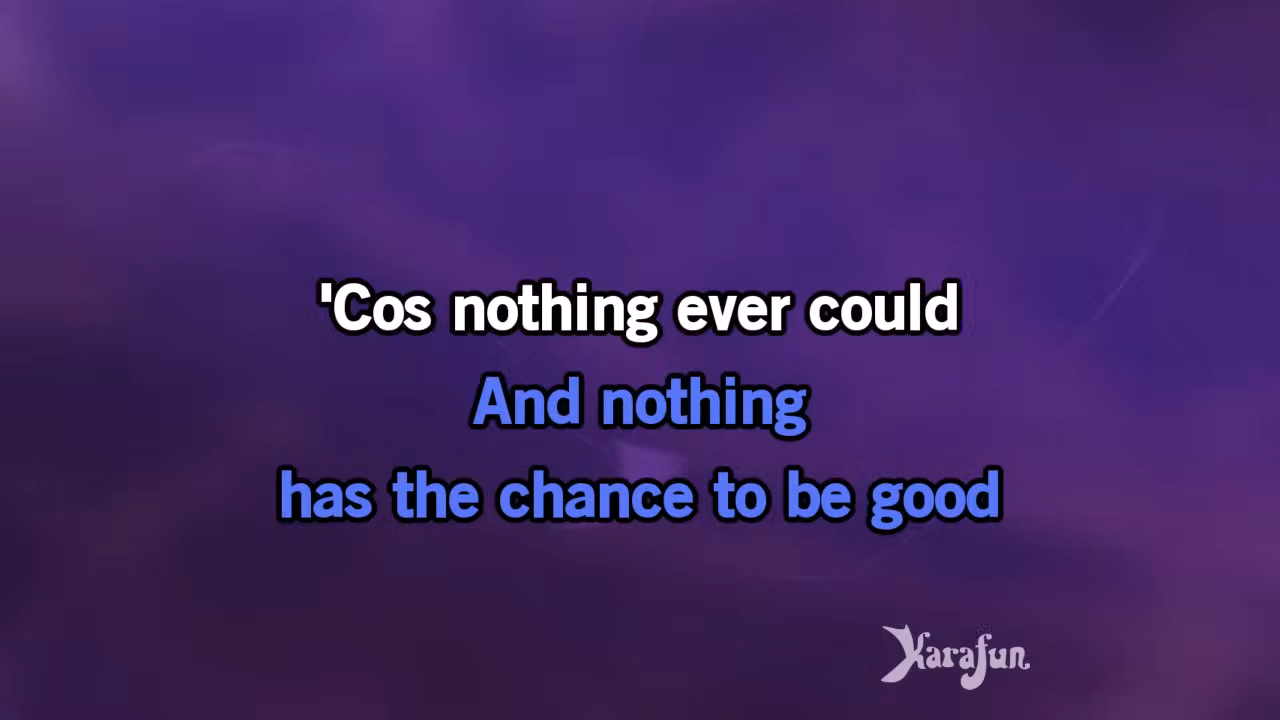 'Cos nothing ever could
And nothing
has the chance to be good
Karafun